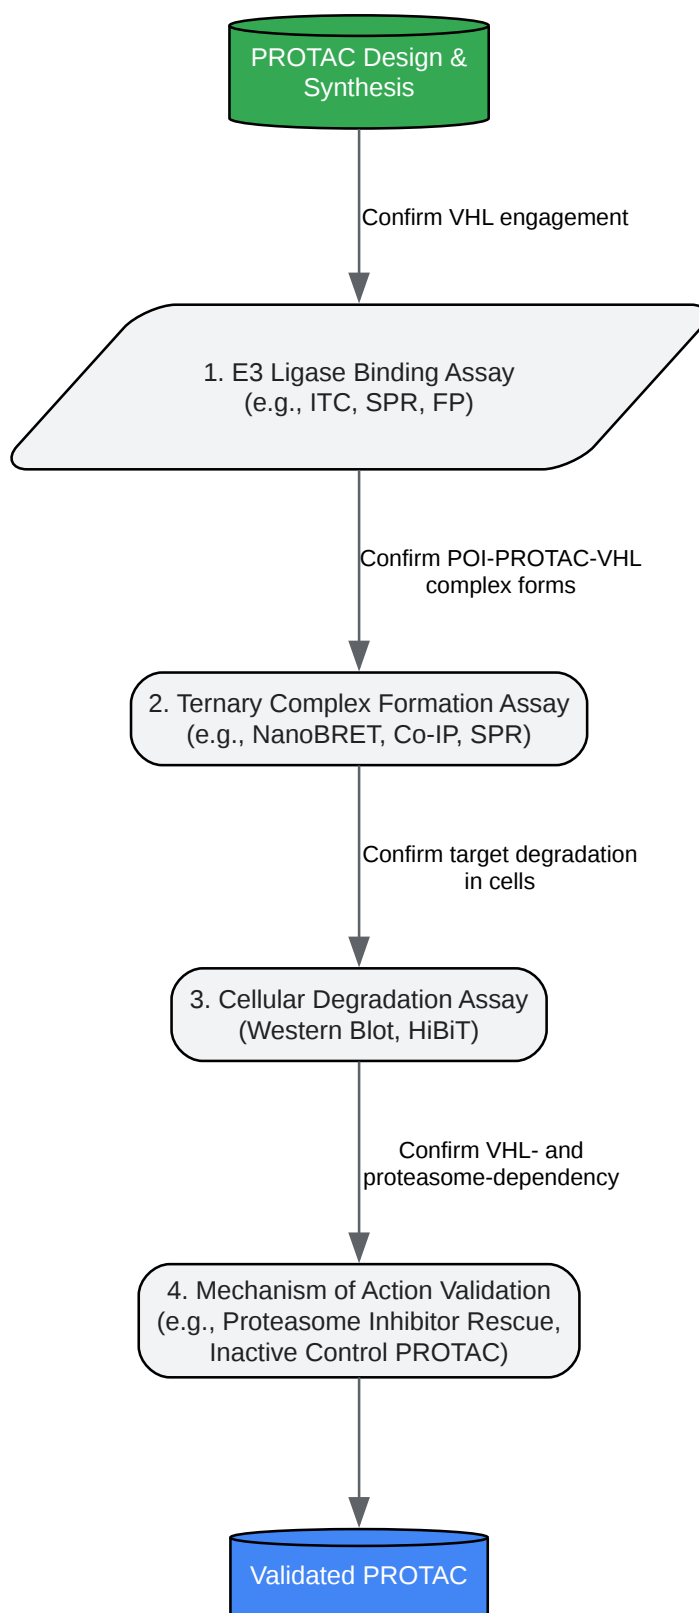 PROTAC Design &
Synthesis
Confirm VHL engagement
1. E3 Ligase Binding Assay
(e.g., ITC, SPR, FP)
Confirm POI-PROTAC-VHL
complex forms
2. Ternary Complex Formation Assay
(e.g., NanoBRET, Co-IP, SPR)
Confirm target degradation
in cells
3. Cellular Degradation Assay
(Western Blot, HiBiT)
Confirm VHL- and
proteasome-dependency
4. Mechanism of Action Validation
(e.g., Proteasome Inhibitor Rescue,
Inactive Control PROTAC)
Validated PROTAC